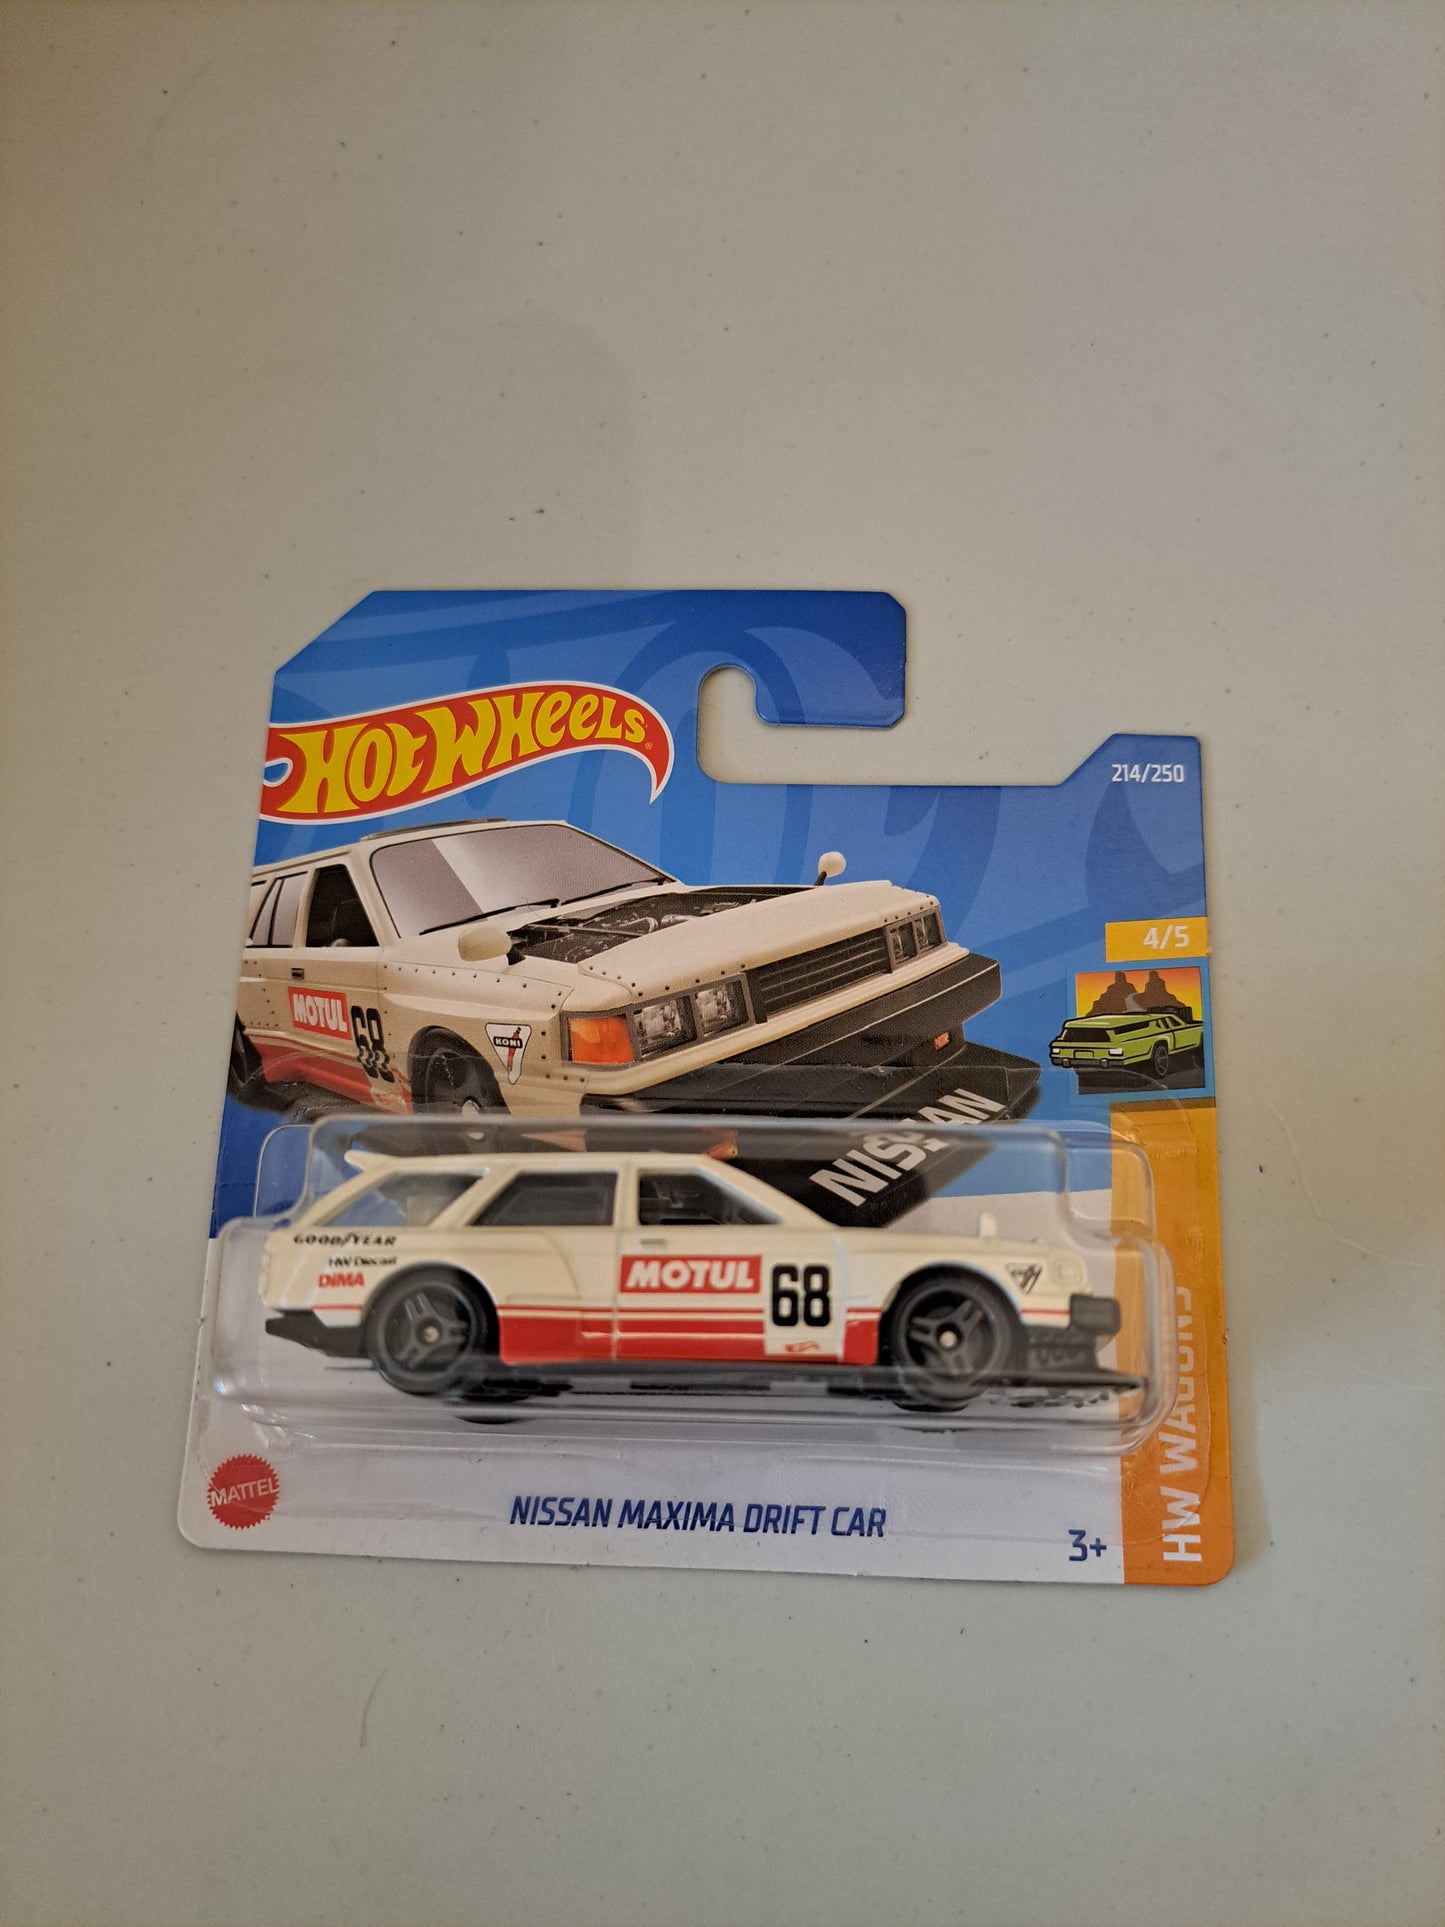 HOT WHEELS®
214/250
4/5
MOTUL
68
KONI
NISSAN
GOODYEAR
HW Diecast
DIMA
MOTUL
68
HW WAGONS
MATTEL
NISSAN MAXIMA DRIFT CAR
3+